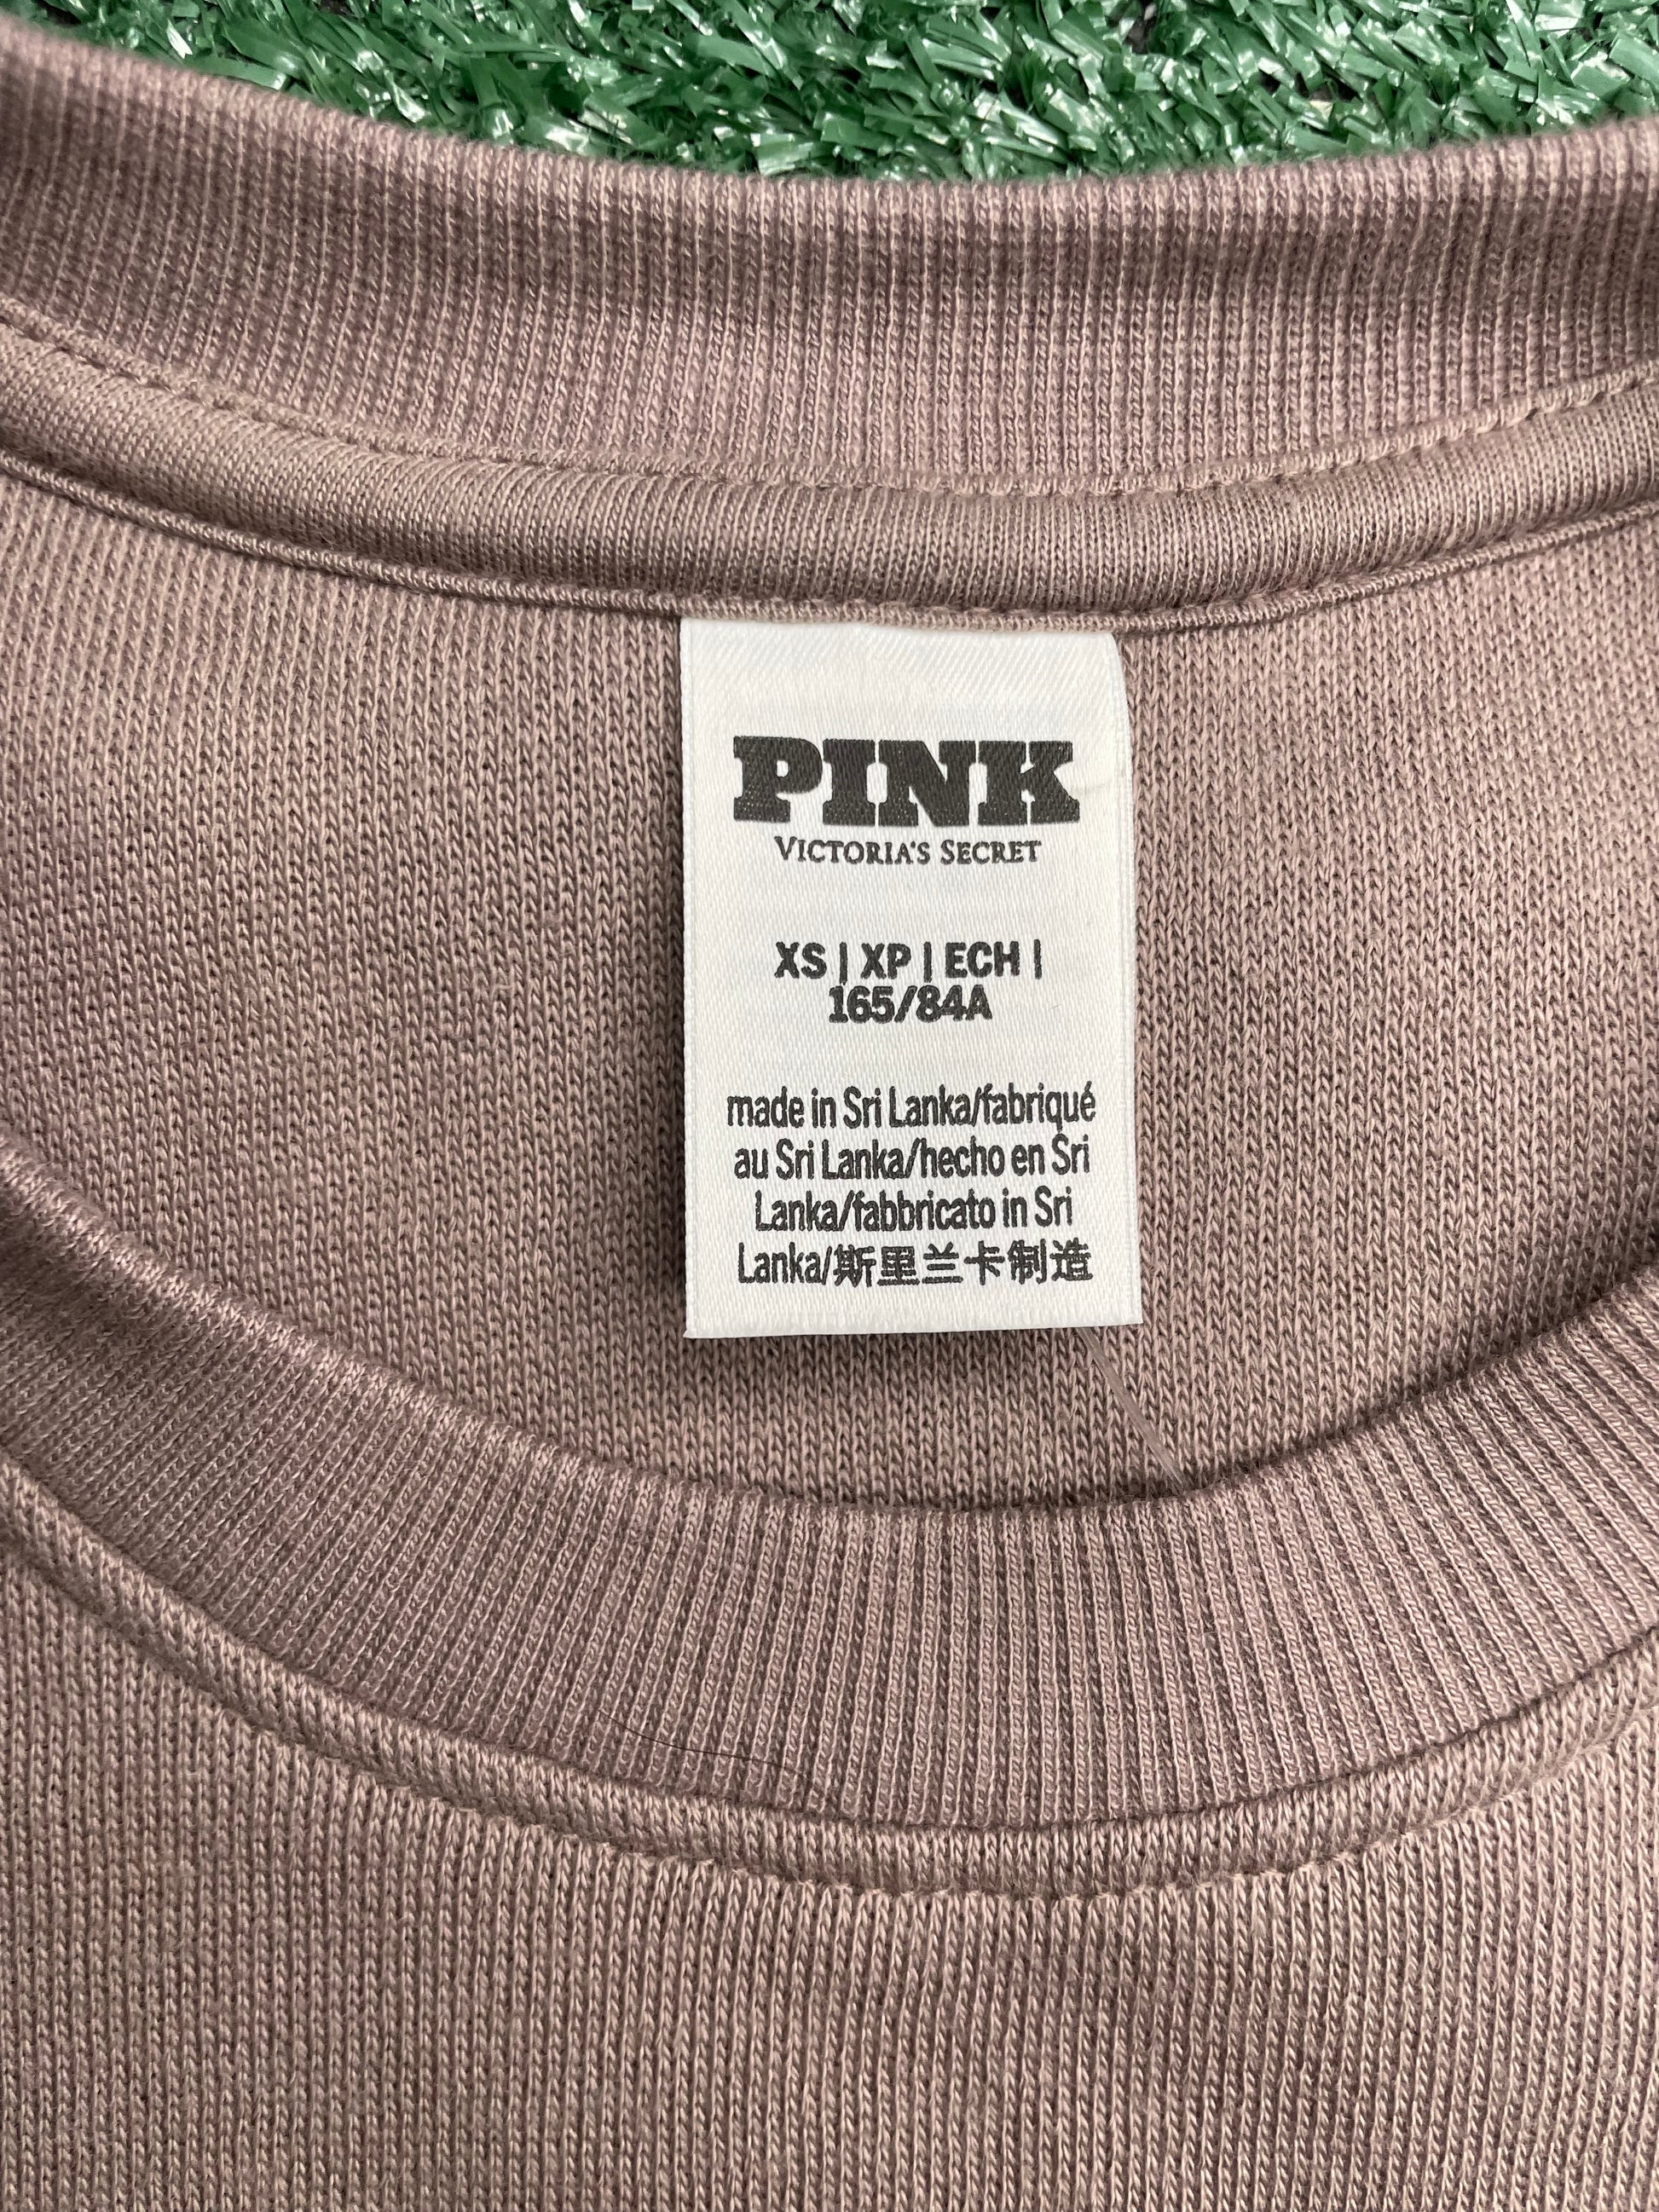 PINK
VICTORIA'S SECRET
XS | XP | ECH |
165/84A
made in Sri Lanka/fabriqué
au Sri Lanka/hecho en Sri
Lanka/fabbricato in Sri
Lanka/斯里兰卡制造